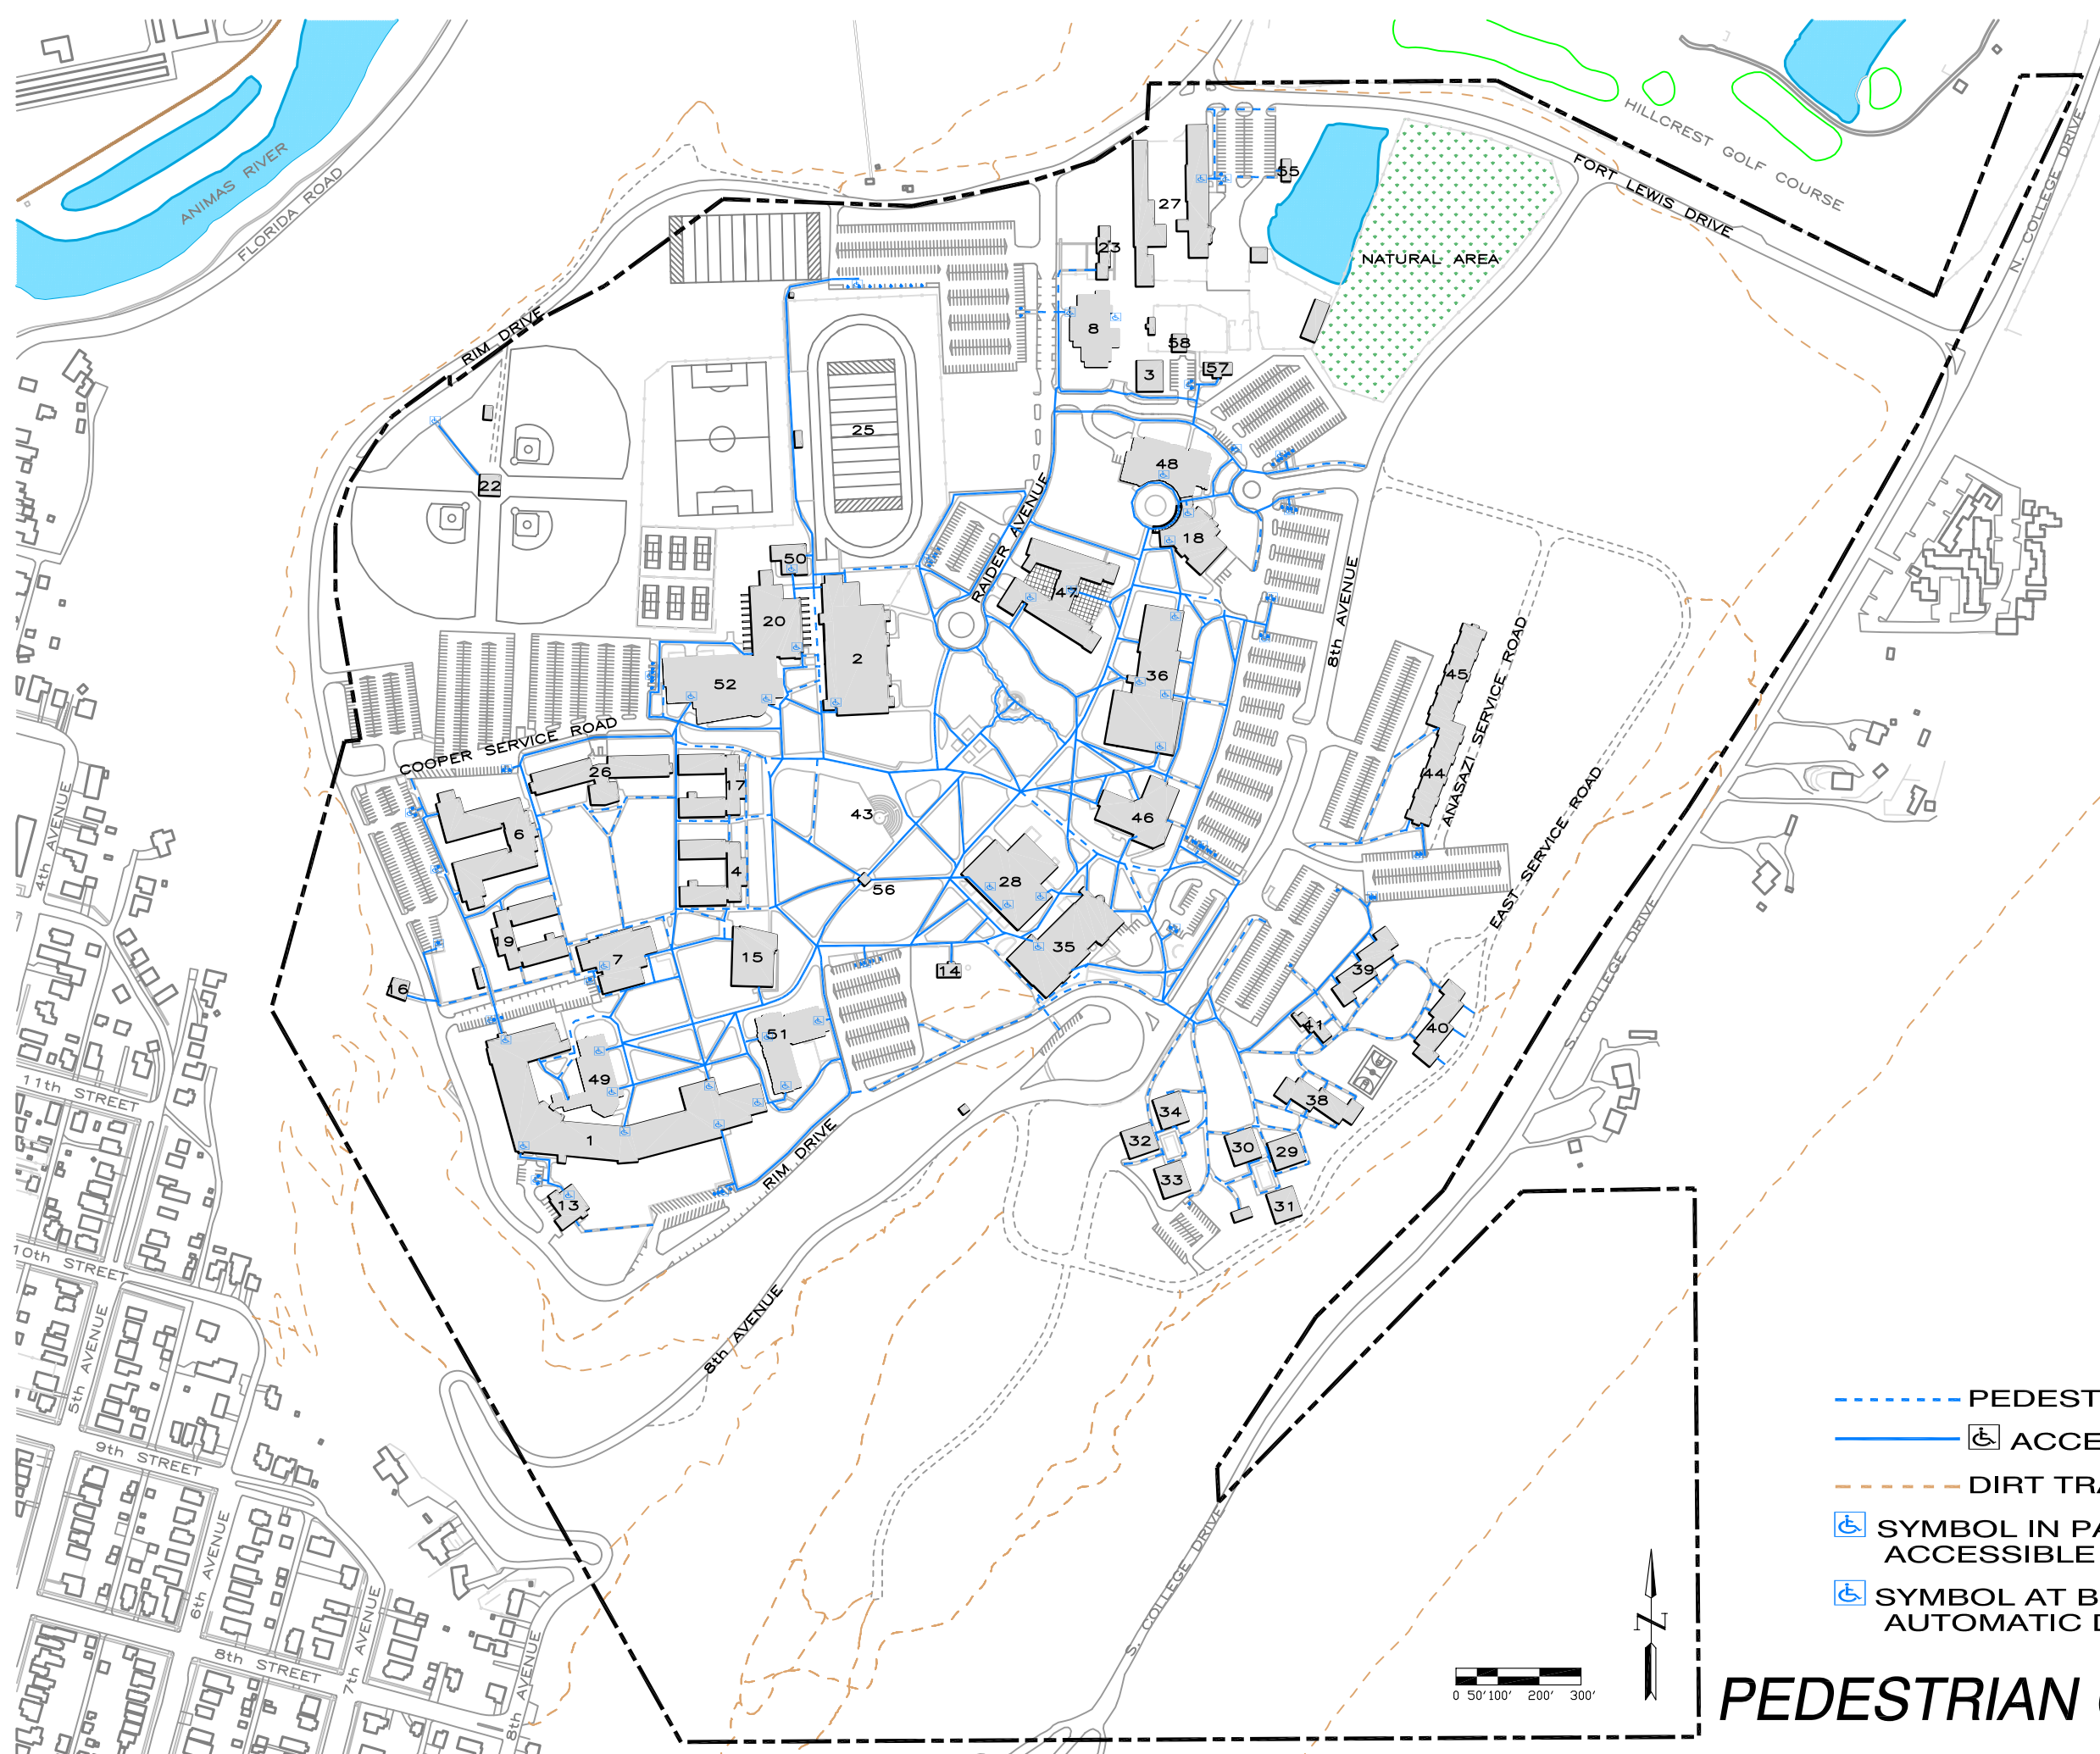 HILLCREST GOLF COURSE
N. COLLEGE DRIVE
FORT LEWIS DRIVE
ANIMAS RIVER
FLORIDA ROAD
55
27
23
NATURAL AREA
RIM DRIVE
8
58
57
3
25
48
22
RAIDER AVENUE
18
50
47
8th AVENUE
20
2
36
45
52
ANASAZI SERVICE ROAD
COOPER SERVICE ROAD
26
17
44
4th AVENUE
43
46
6
EAST SERVICE ROAD
4
56
28
S. COLLEGE DRIVE
19
7
15
14
35
39
16
41
40
51
11th STREET
49
38
34
1
32
30
29
33
31
13
RIM DRIVE
10th STREET
5th AVENUE
8th AVENUE
PEDEST
ACCE
9th STREET
DIRT TRA
SYMBOL IN PA
ACCESSIBLE
6th AVENUE
S. COLLEGE DRIVE
SYMBOL AT B
AUTOMATIC D
7th AVENUE
8th STREET
8th AVENUE
N
0 50' 100' 200' 300'
PEDESTRIAN C